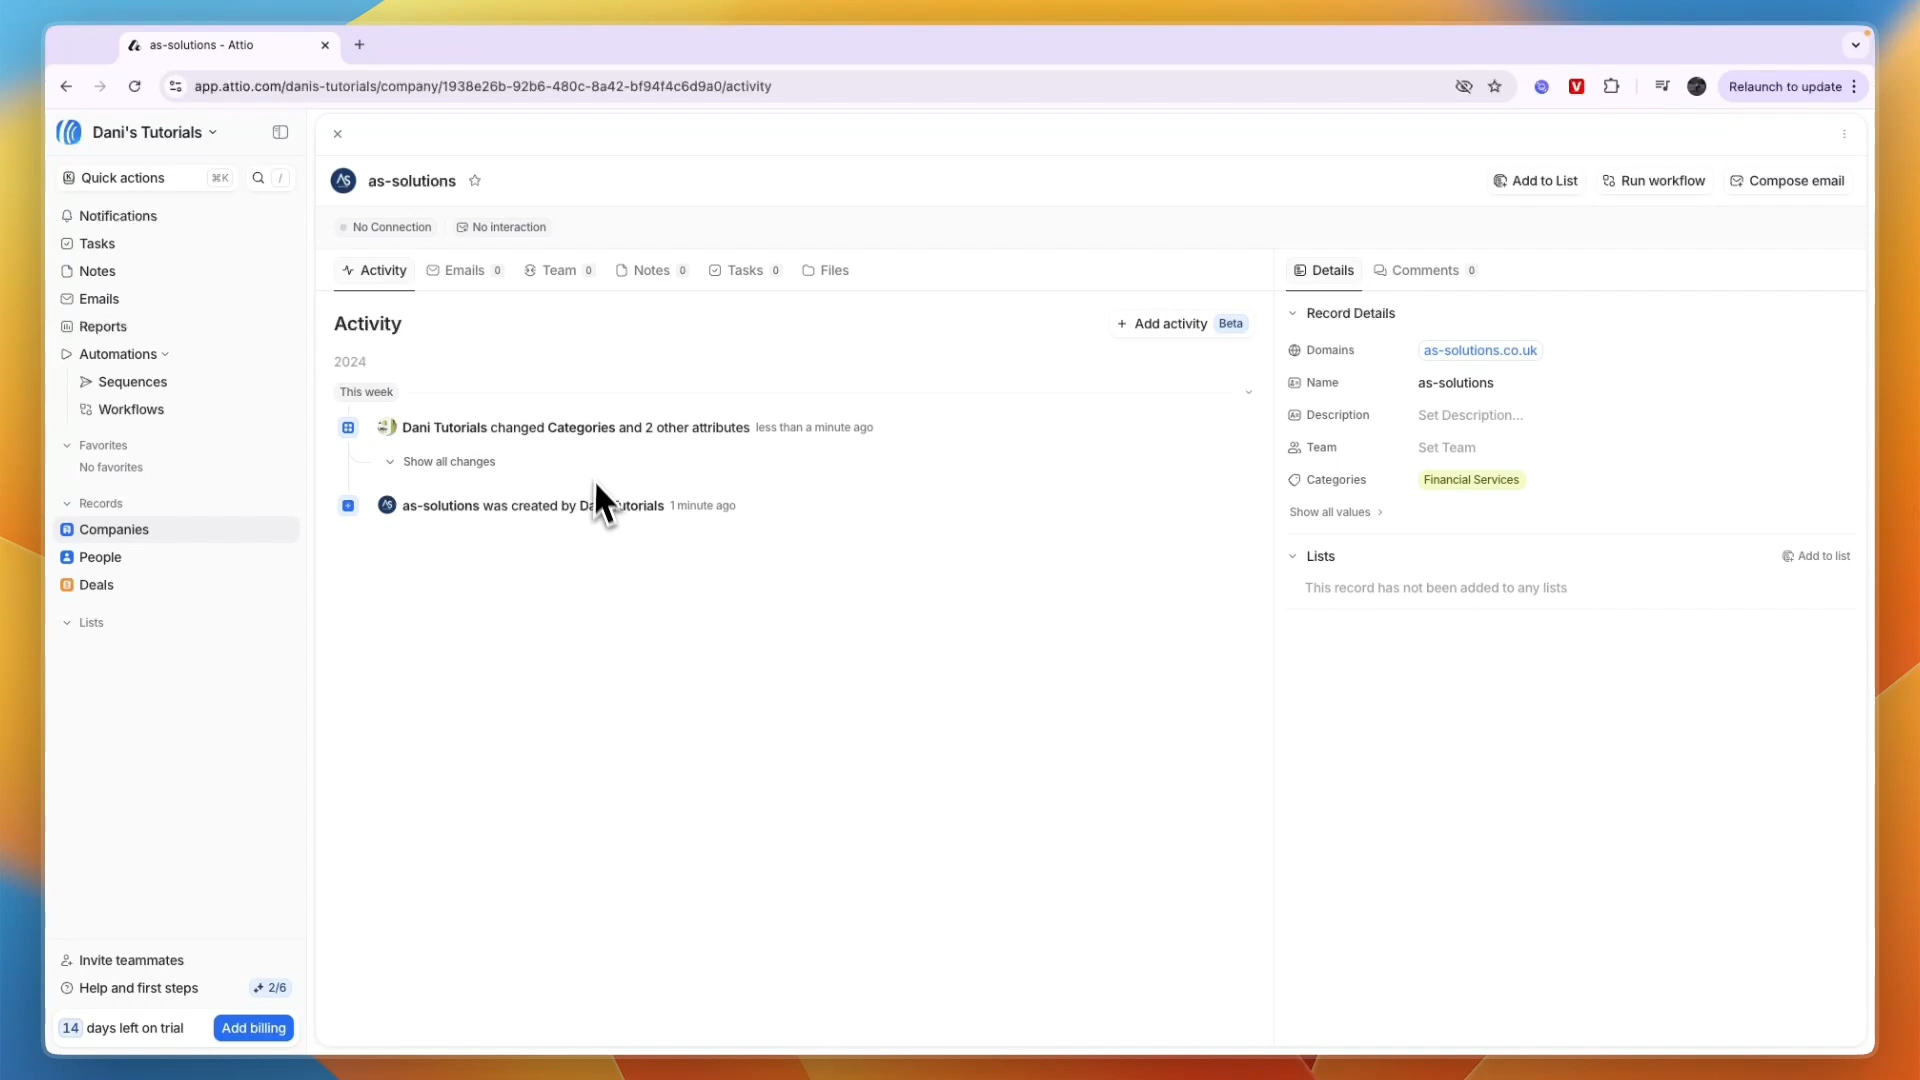 as-solutions - Attio
app.attio.com/danis-tutorials/company/1938e26b-92b6-480c-8a42-bf94f4c6d9a0/activity
Relaunch to update
Dani's Tutorials
Quick actions ⌘K /
Notifications
Tasks
Notes
Emails
Reports
Automations
Sequences
Workflows
Favorites
No favorites
Records
Companies
People
Deals
Lists
Invite teammates
Help and first steps 2/6
14 days left on trial Add billing
as-solutions
Add to List Run workflow Compose email
No Connection No interaction
Activity Emails 0 Team 0 Notes 0 Tasks 0 Files
Activity
Add activity Beta
2024
This week
Dani Tutorials changed Categories and 2 other attributes less than a minute ago
Show all changes
as-solutions was created by Da utorials 1 minute ago
Details Comments 0
Record Details
Domains as-solutions.co.uk
Name as-solutions
Description Set Description...
Team Set Team
Categories Financial Services
Show all values
Lists Add to list
This record has not been added to any lists